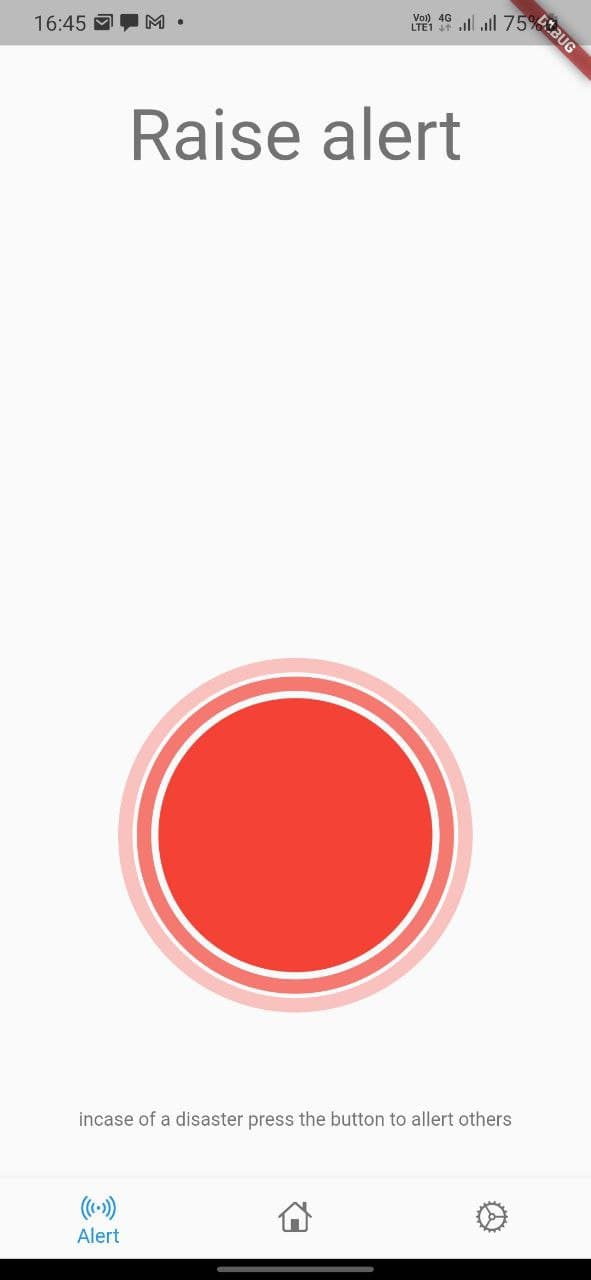 16:45
Vo)) 4G 75%
LTE1
DEBUG
Raise alert
incase of a disaster press the button to allert others
Alert